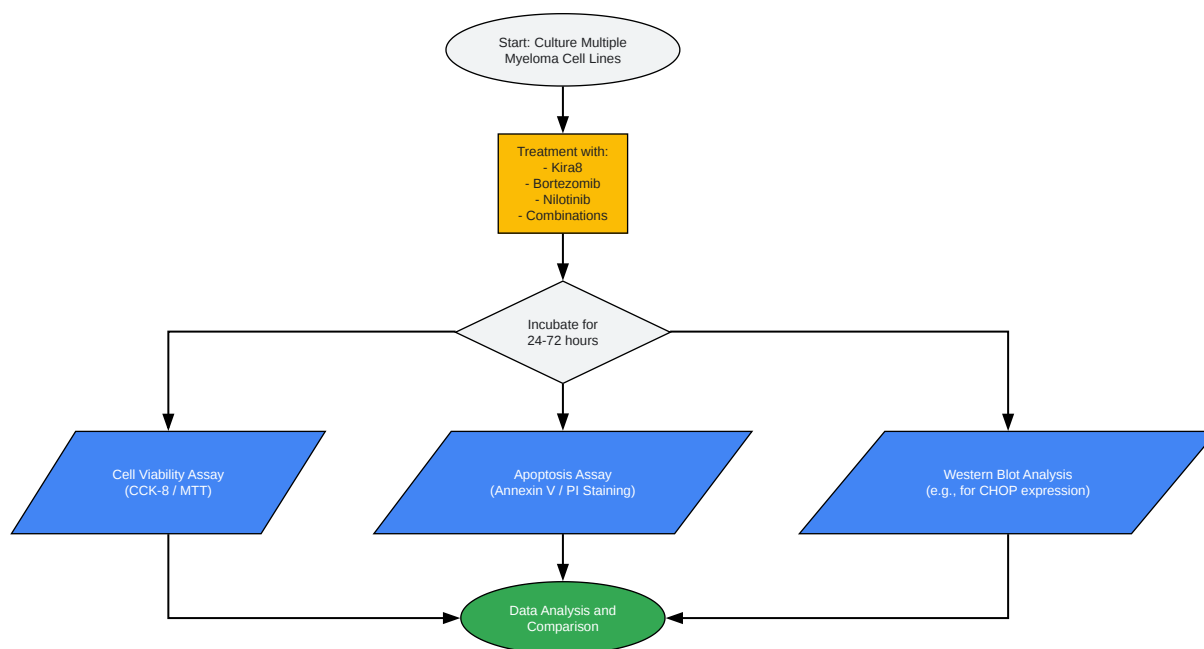 Start: Culture Multiple
Myeloma Cell Lines
Treatment with:
- Kira8
- Bortezomib
- Nilotinib
- Combinations
Incubate for
24-72 hours
Cell Viability Assay
(CCK-8 / MTT)
Apoptosis Assay
(Annexin V / PI Staining)
Western Blot Analysis
(e.g., for CHOP expression)
Data Analysis and
Comparison